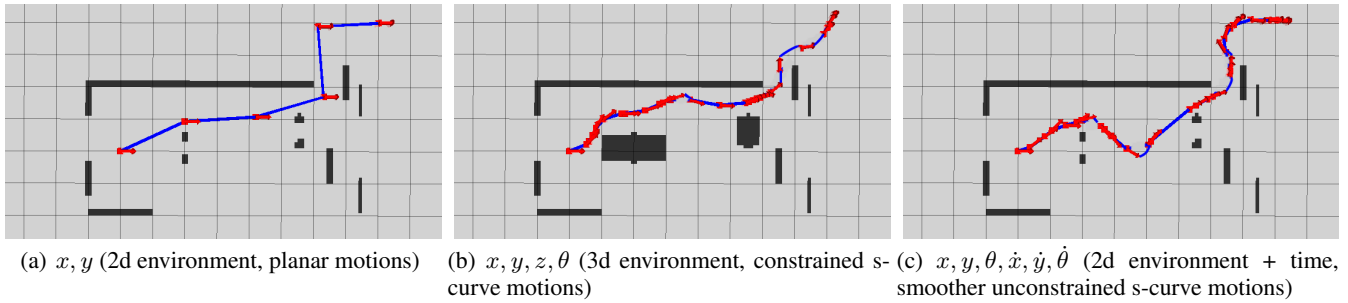 (a) x, y (2d environment, planar motions)
(b) x, y, z, θ (3d environment, constrained s-
curve motions)
(c) x, y, θ, ẋ, ẏ, θ̇ (2d environment + time,
smoother unconstrained s-curve motions)